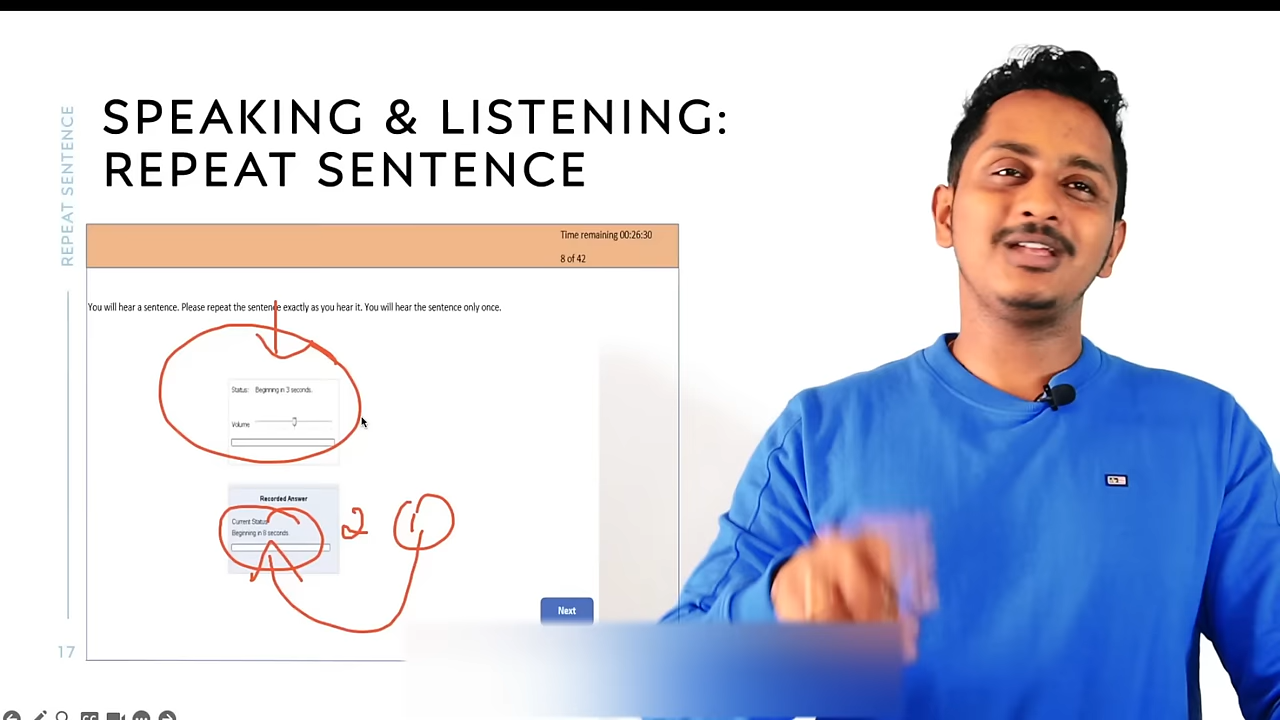 REPEAT SENTENCE
SPEAKING & LISTENING:
REPEAT SENTENCE
Time remaining 00:26:30
8 of 42
You will hear a sentence. Please repeat the sentence exactly as you hear it. You will hear the sentence only once.
Status: Beginning in 3 seconds.
Volume
Recorded Answer
Current Status:
Beginning in 8 seconds.
2
1
Next
17